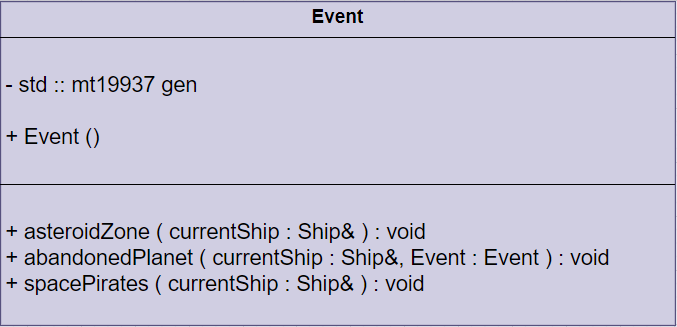 Event
- std :: mt19937 gen
+ Event ()
+ asteroidZone ( currentShip : Ship& ) : void
+ abandonedPlanet ( currentShip : Ship&, Event : Event ) : void
+ spacePirates ( currentShip : Ship& ) : void